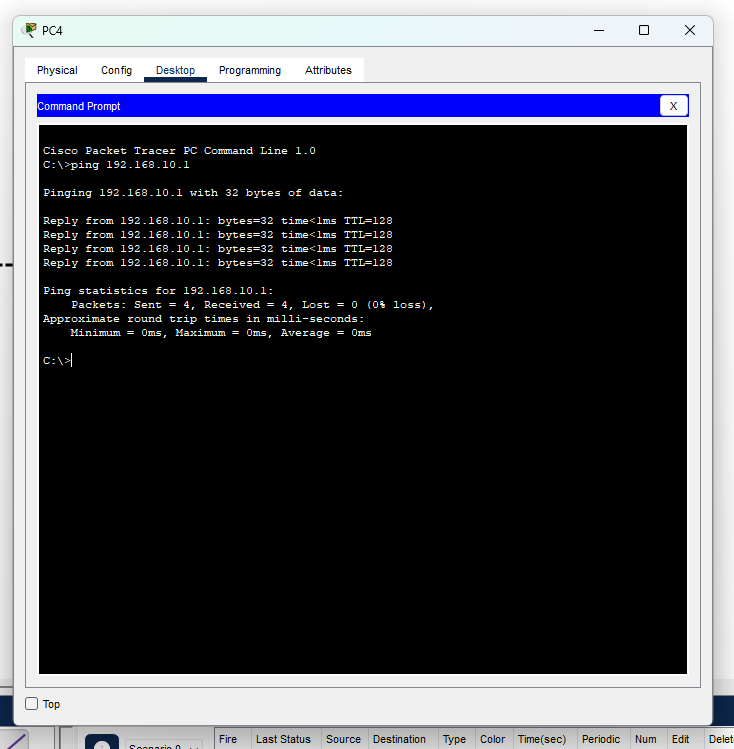 PC4
Physical Config Desktop Programming Attributes
Command Prompt X
Cisco Packet Tracer PC Command Line 1.0
C:\>ping 192.168.10.1
Pinging 192.168.10.1 with 32 bytes of data:
Reply from 192.168.10.1: bytes=32 time<1ms TTL=128
Reply from 192.168.10.1: bytes=32 time<1ms TTL=128
Reply from 192.168.10.1: bytes=32 time<1ms TTL=128
Reply from 192.168.10.1: bytes=32 time<1ms TTL=128
Ping statistics for 192.168.10.1:
Packets: Sent = 4, Received = 4, Lost = 0 (0% loss),
Approximate round trip times in milli-seconds:
Minimum = 0ms, Maximum = 0ms, Average = 0ms
C:\>
Top
Fire Last Status Source Destination Type Color Time(sec) Periodic Num Edit Delet
Scenario 0